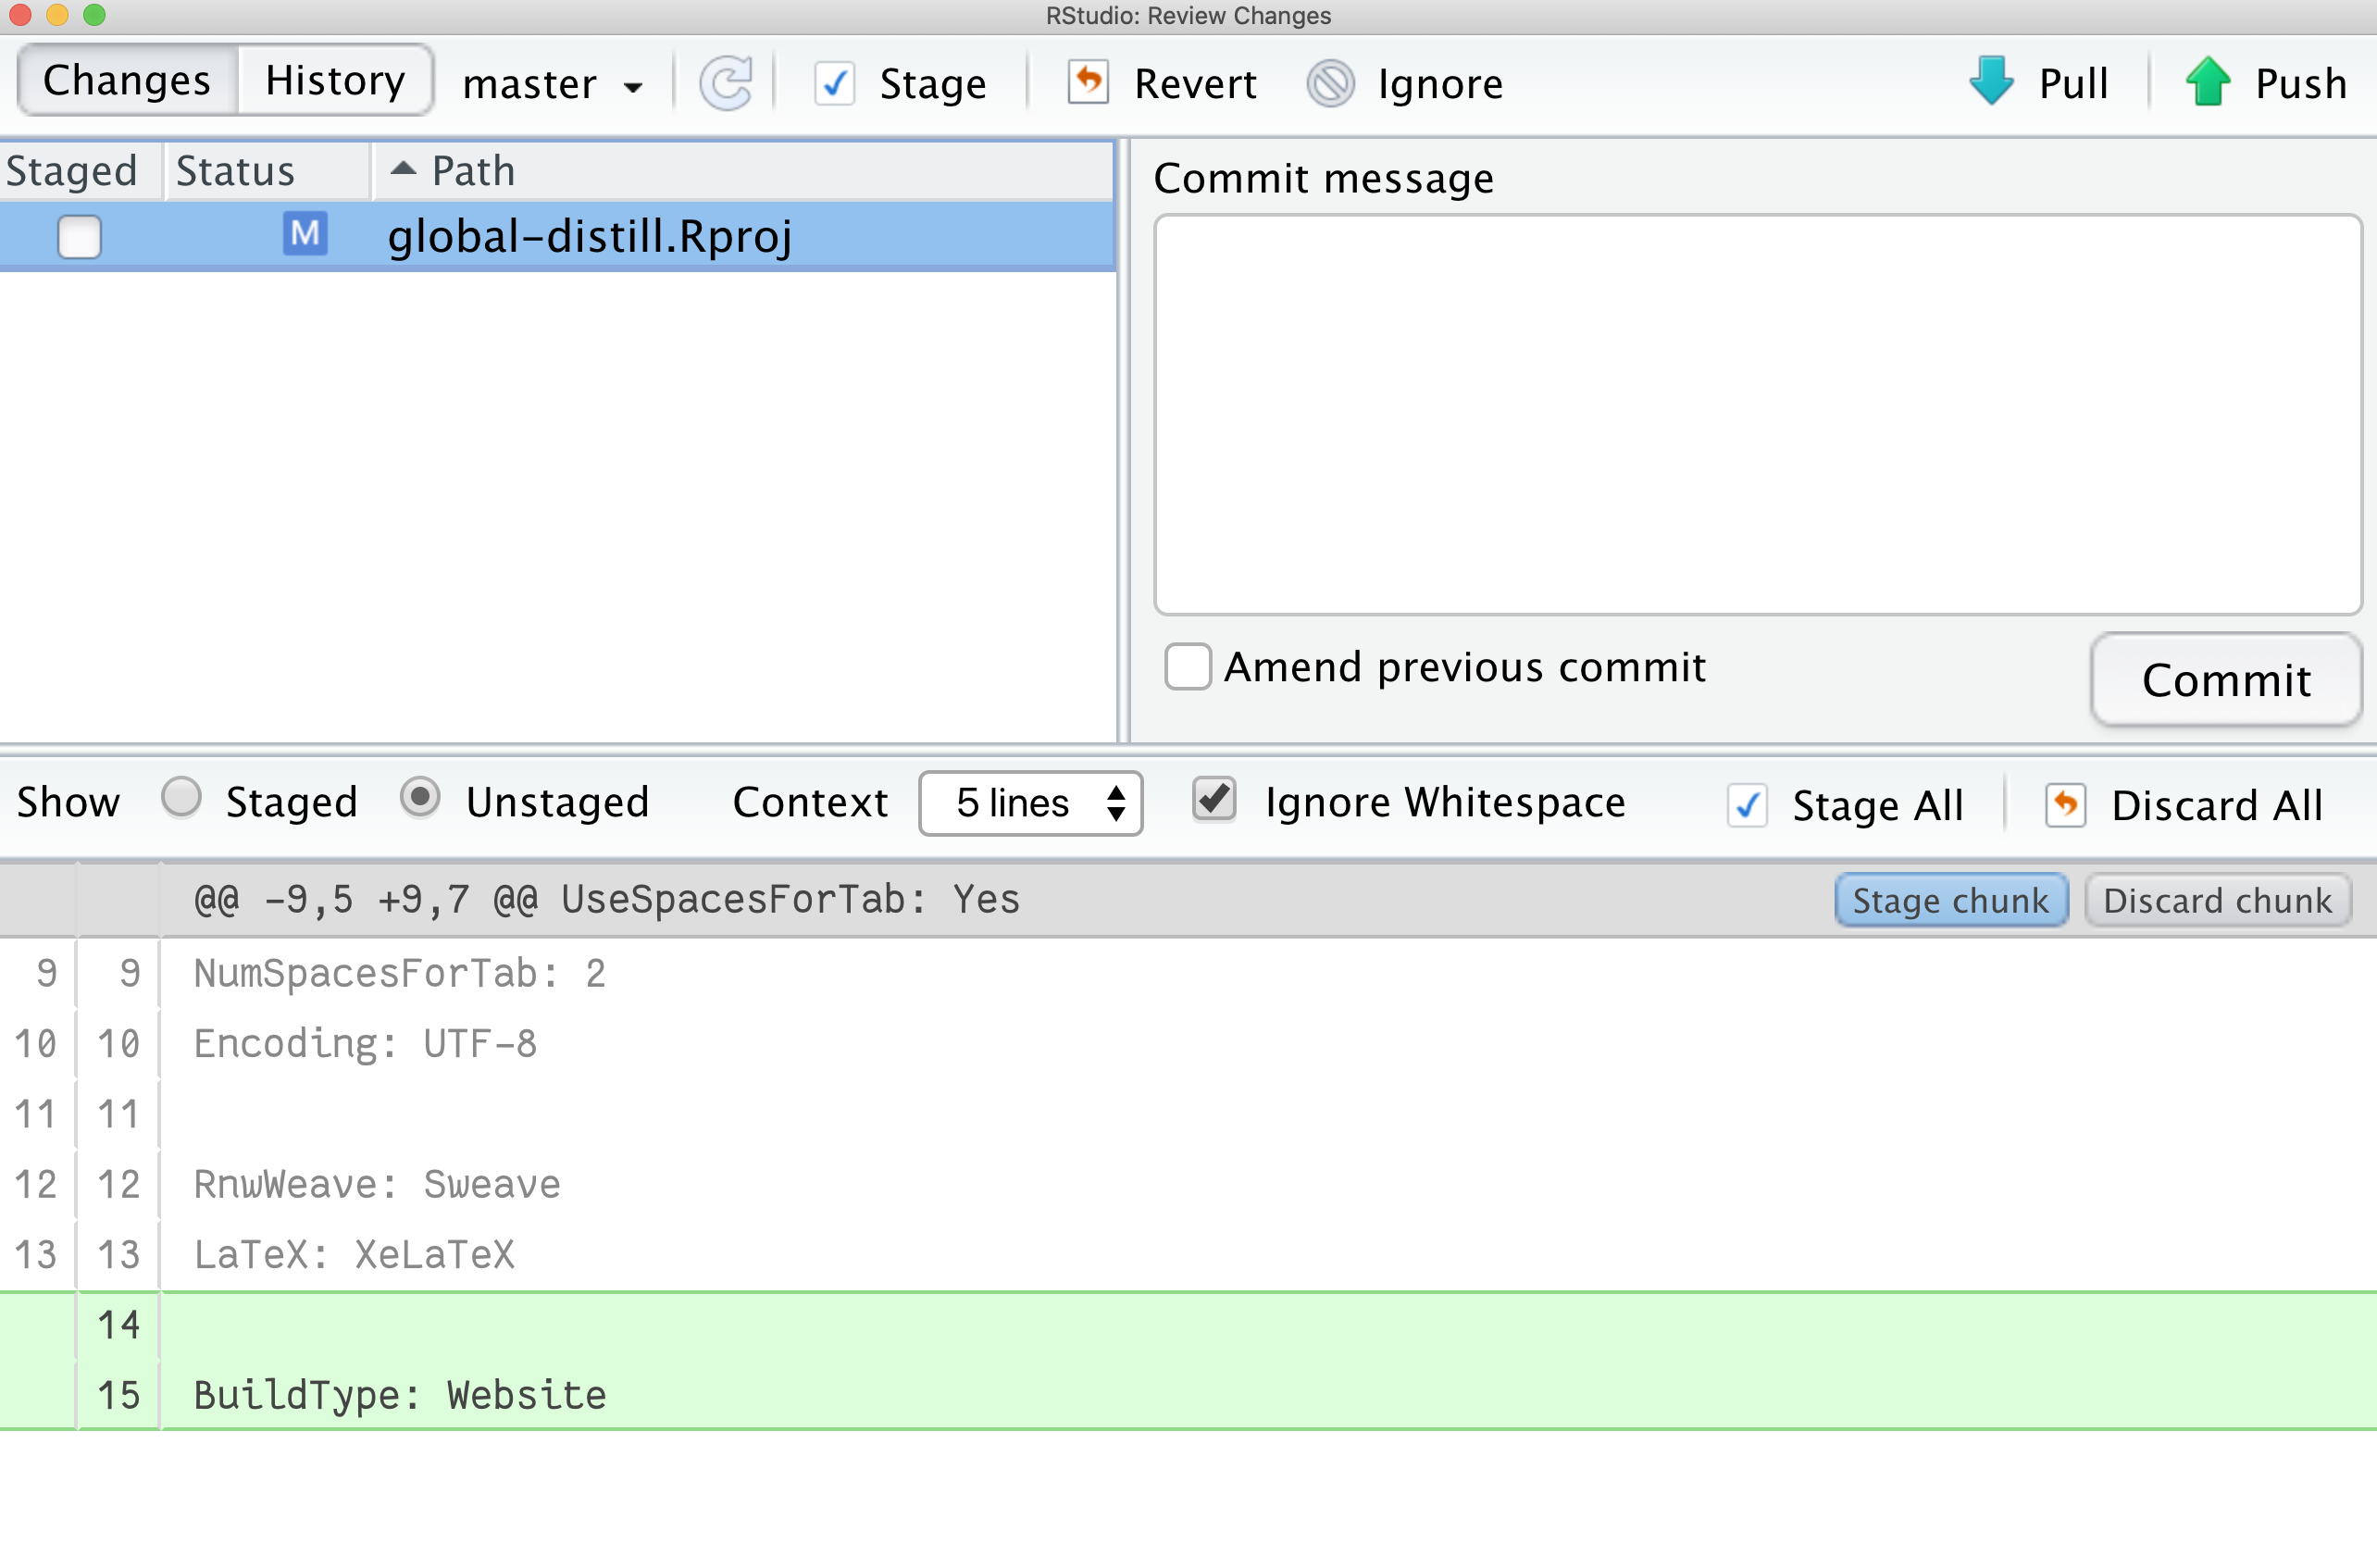 RStudio: Review Changes
Changes History master Stage Revert Ignore Pull Push
Staged Status Path
M global-distill.Rproj
Commit message
Amend previous commit
Commit
Show Staged Unstaged Context 5 lines Ignore Whitespace Stage All Discard All
@@ -9,5 +9,7 @@ UseSpacesForTab: Yes Stage chunk Discard chunk
9 9 NumSpacesForTab: 2
10 10 Encoding: UTF-8
11 11
12 12 RnwWeave: Sweave
13 13 LaTeX: XeLaTeX
14
15 BuildType: Website